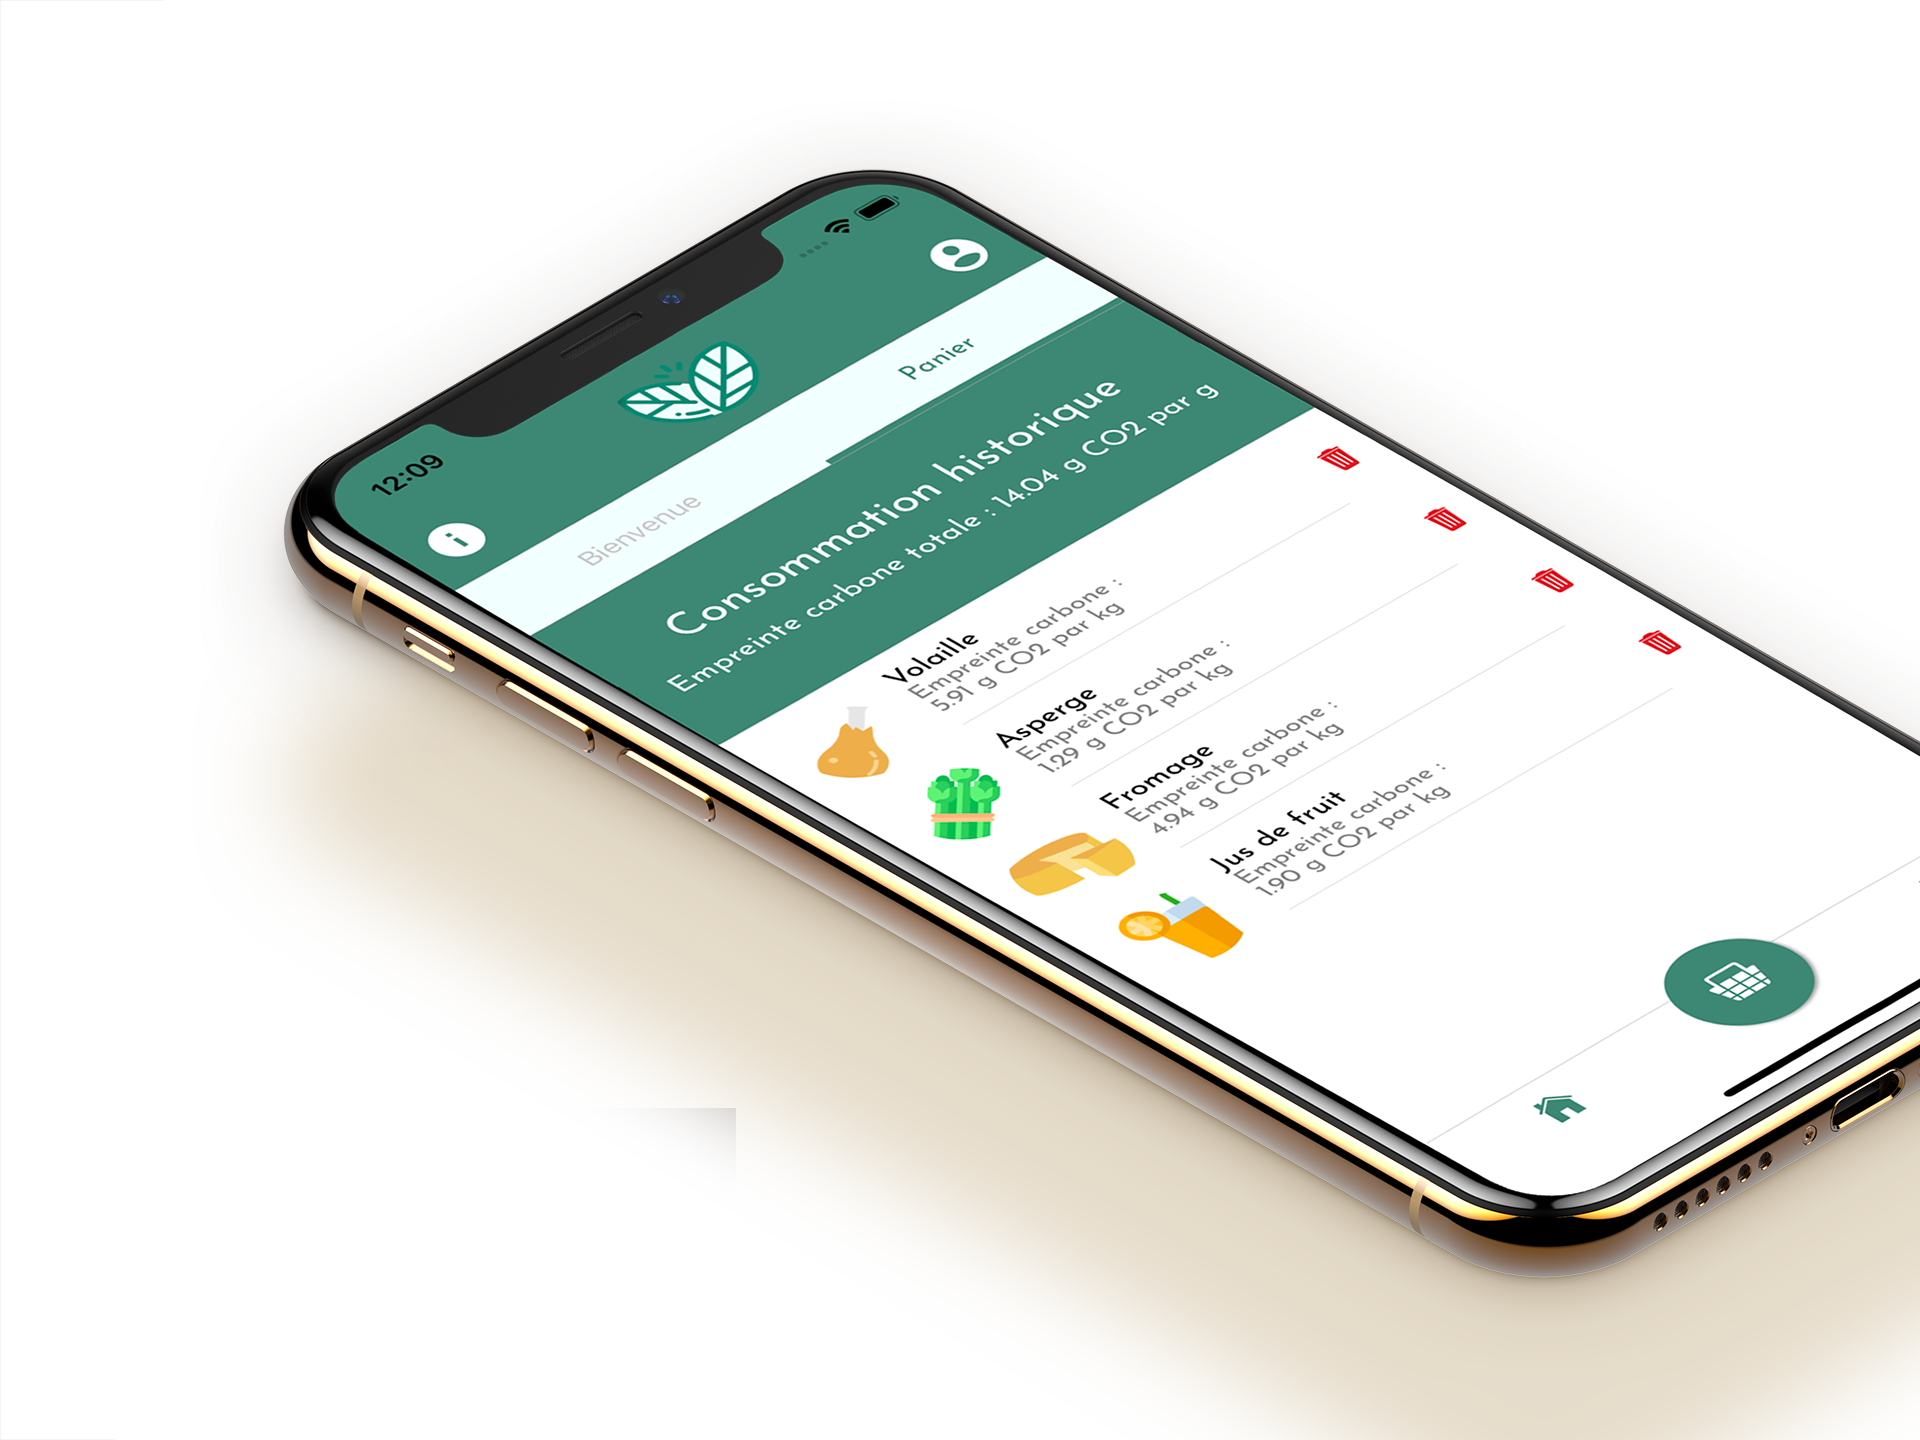 12:09
Bienvenue
Panier
Consommation historique
Empreinte carbone totale : 14.04 g CO2 par g
Volaille
Empreinte carbone :
5.91 g CO2 par kg
Asperge
Empreinte carbone :
1.29 g CO2 par kg
Fromage
Empreinte carbone :
4.94 g CO2 par kg
Jus de fruit
Empreinte carbone :
1.90 g CO2 par kg